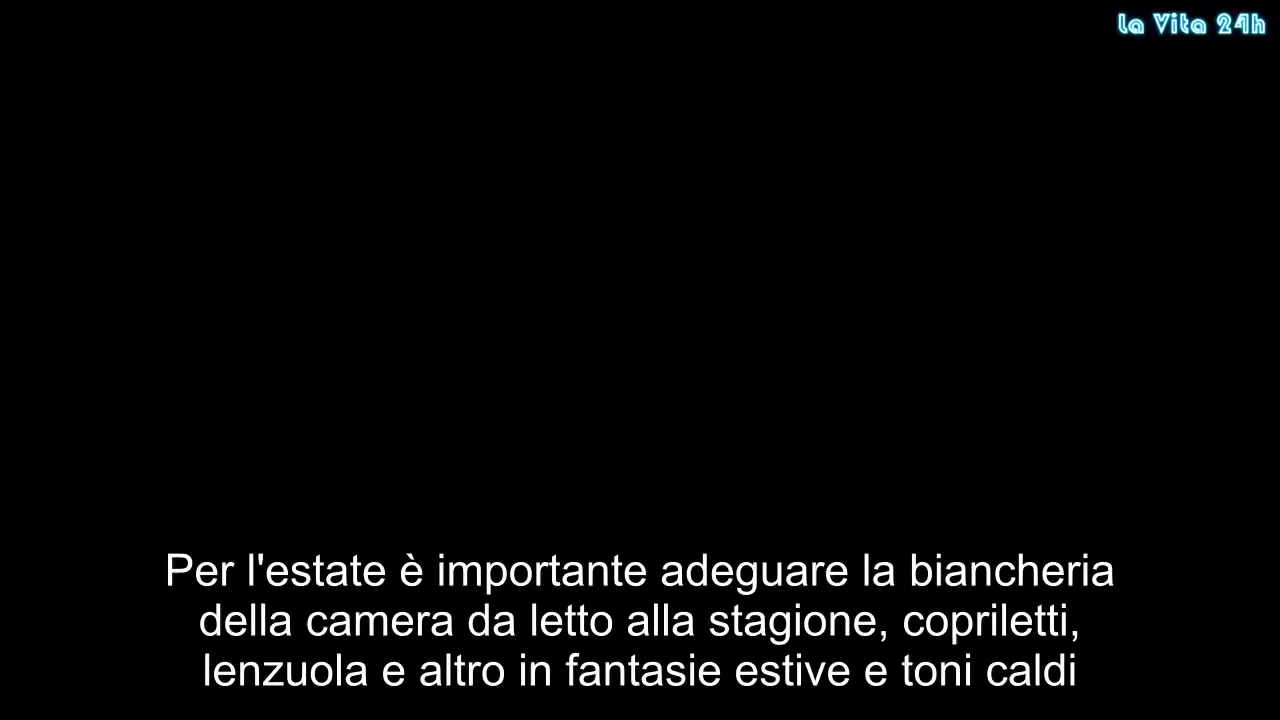 la Vita 24h
Per l'estate è importante adeguare la biancheria
della camera da letto alla stagione, copriletti,
lenzuola e altro in fantasie estive e toni caldi